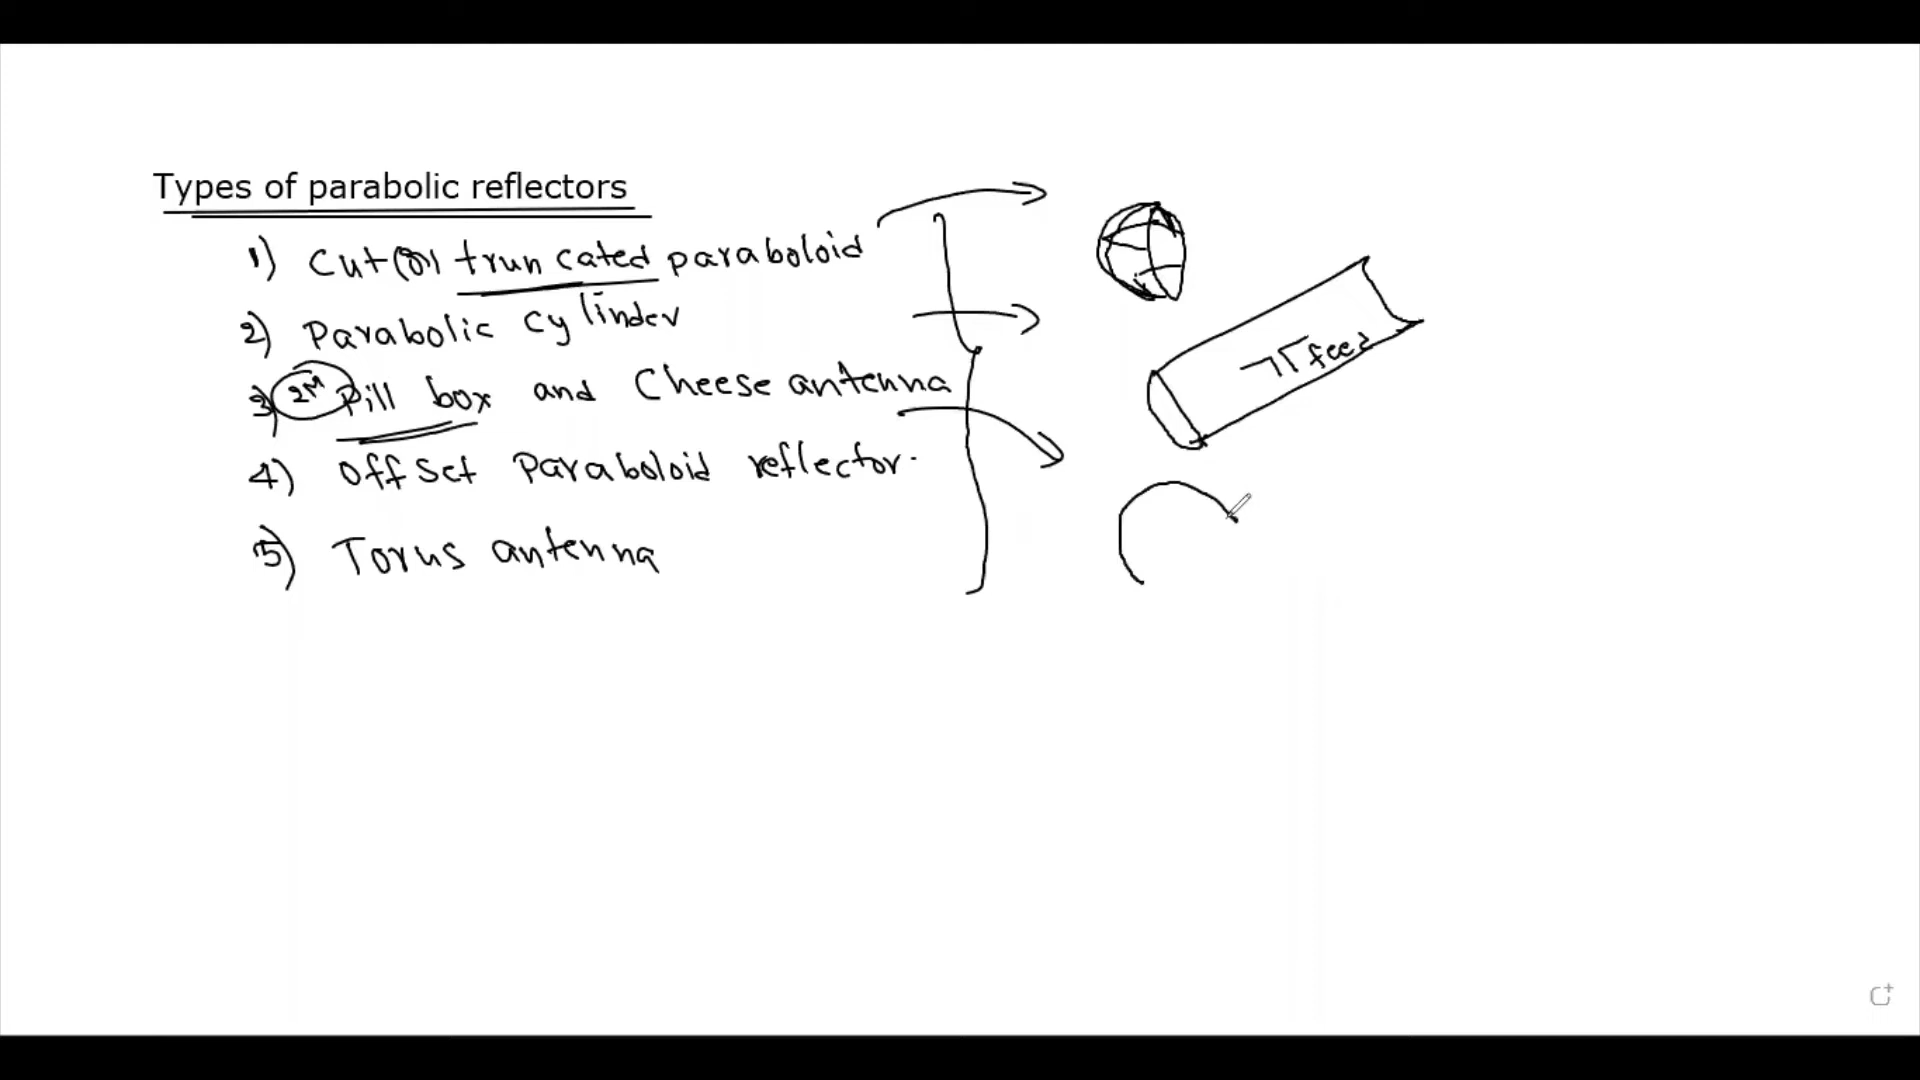 Types of parabolic reflectors
1) Cut (or) truncated paraboloid
2) Parabolic cylinder
3) 2M Pill box and Cheese antenna
4) Offset Paraboloid reflector.
5) Torus antenna
feed